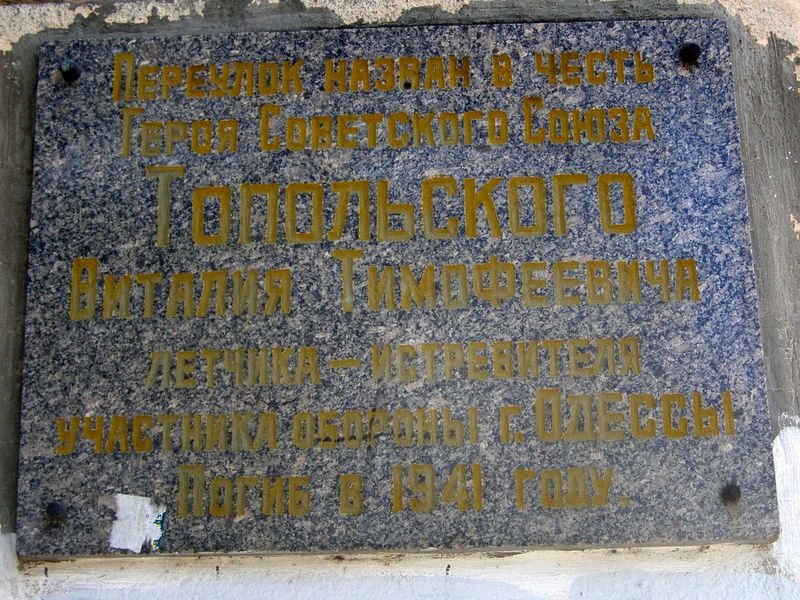 Переулок назван в честь
Героя Советского Союза
Топольского
Виталия Тимофеевича
летчика – истребителя
участника обороны г. Одессы
Погиб в 1941 году.